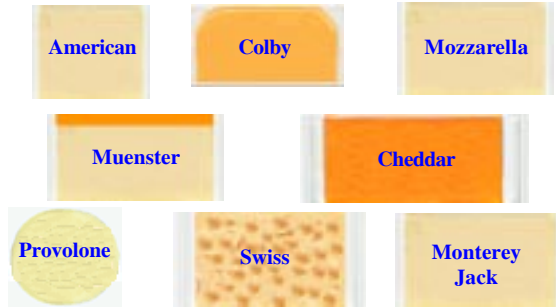 American
Colby
Mozzarella
Muenster
Cheddar
Provolone
Swiss
Monterey
Jack